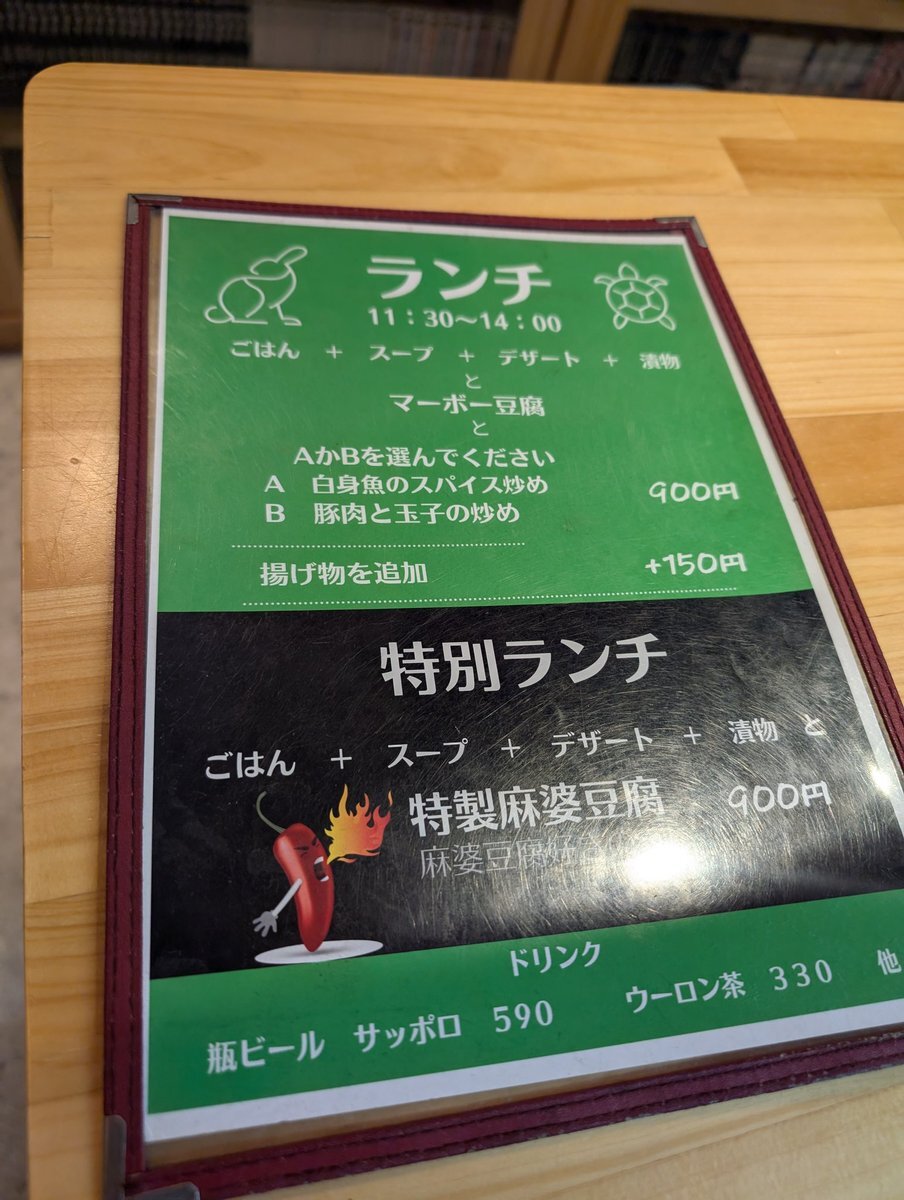 ランチ
11：30〜14：00
ごはん ＋ スープ ＋ デザート ＋ 漬物
と
マーボー豆腐
と
AかBを選んでください
A 白身魚のスパイス炒め
B 豚肉と玉子の炒め
900円
揚げ物を追加 +150円
特別ランチ
ごはん ＋ スープ ＋ デザート ＋ 漬物 と
特製麻婆豆腐 900円
麻婆豆腐好き
ドリンク
瓶ビール サッポロ 590 ウーロン茶 330 他